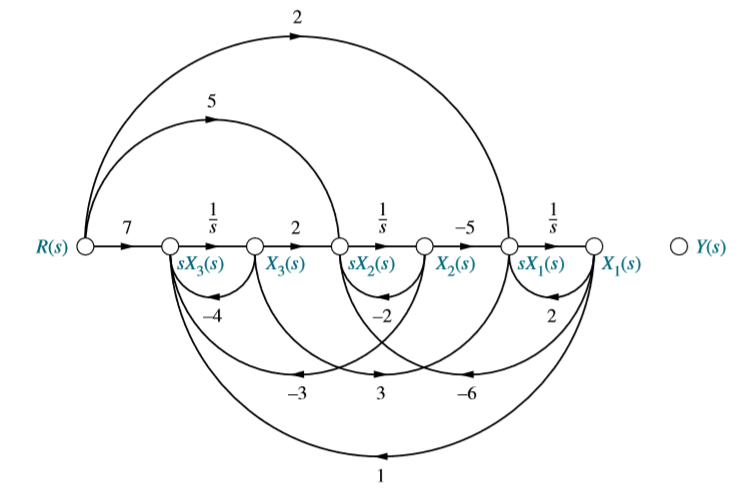 2
5
7
1/s
2
1/s
–5
1/s
R(s)
sX₃(s)
X₃(s)
sX₂(s)
X₂(s)
sX₁(s)
X₁(s)
Y(s)
–4
–2
2
–3
3
–6
1